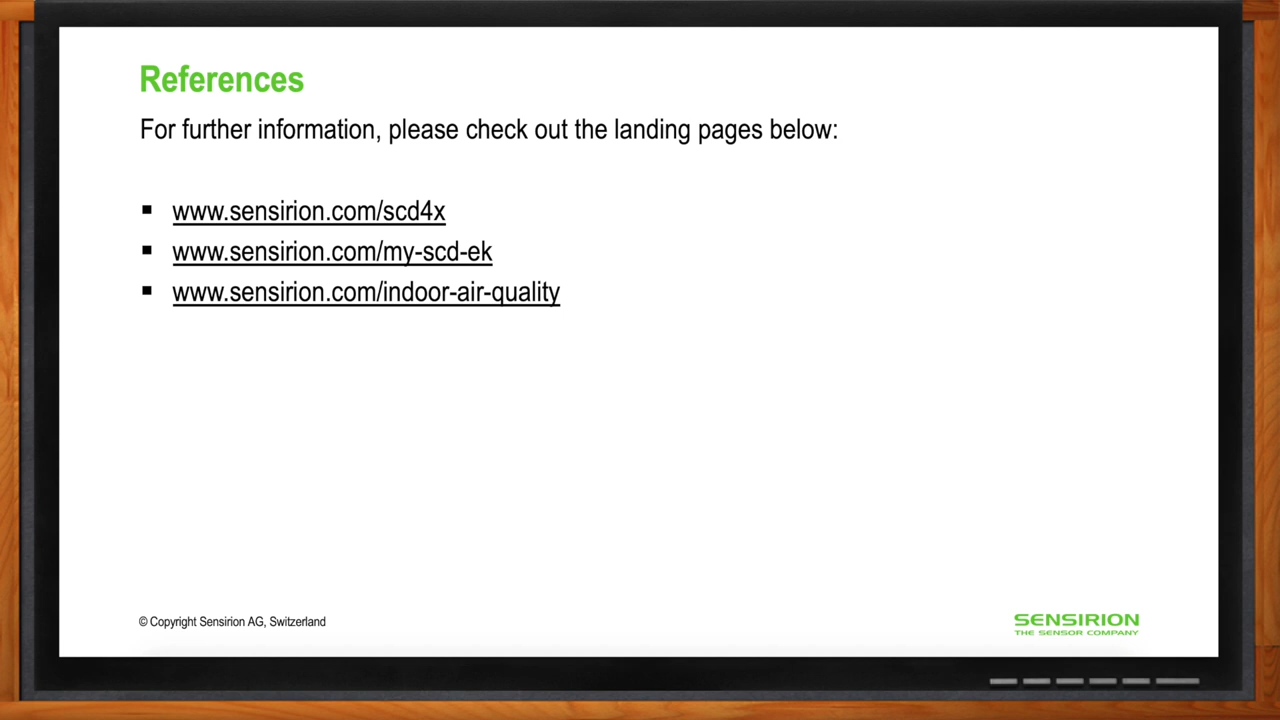 References
For further information, please check out the landing pages below:
▪ www.sensirion.com/scd4x
▪ www.sensirion.com/my-scd-ek
▪ www.sensirion.com/indoor-air-quality
© Copyright Sensirion AG, Switzerland
SENSIRION
THE SENSOR COMPANY